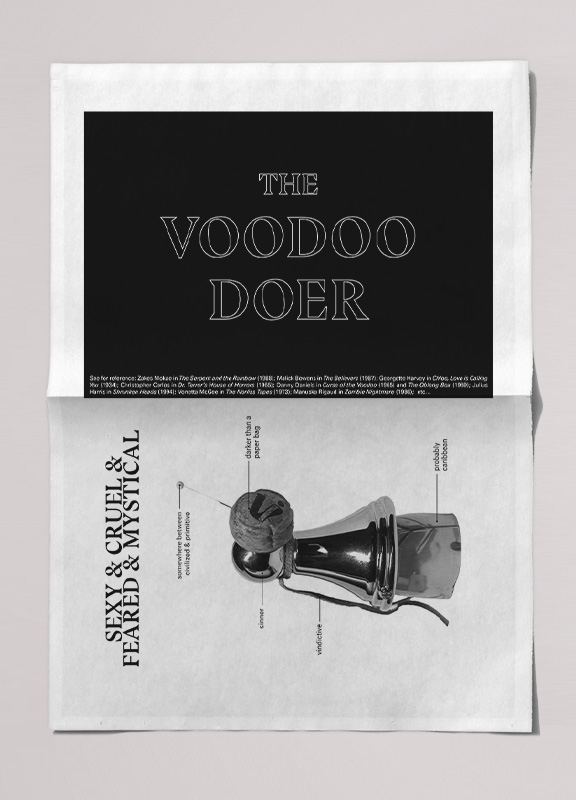 THE
VOODOO
DOER
See for reference: Zakes Mokae in The Serpent and the Rainbow (1988); Malick Bowens in The Believers (1987); Georgette Harvey in Chloe, Love is Calling
You (1934); Christopher Carlos in Dr. Terror's House of Horrors (1965); Danny Daniels in Curse of the Voodoo (1965) and The Oblong Box (1969); Julius
Harris in Shrunken Heads (1994); Vonetta McGee in The Norliss Tapes (1973); Manuska Rigaud in Zombie Nightmare (1986); etc...
SEXY & CRUEL &
FEARED & MYSTICAL
somewhere between
civilized & primitive
darker than a
paper bag
sinner
vindictive
probably
caribbean